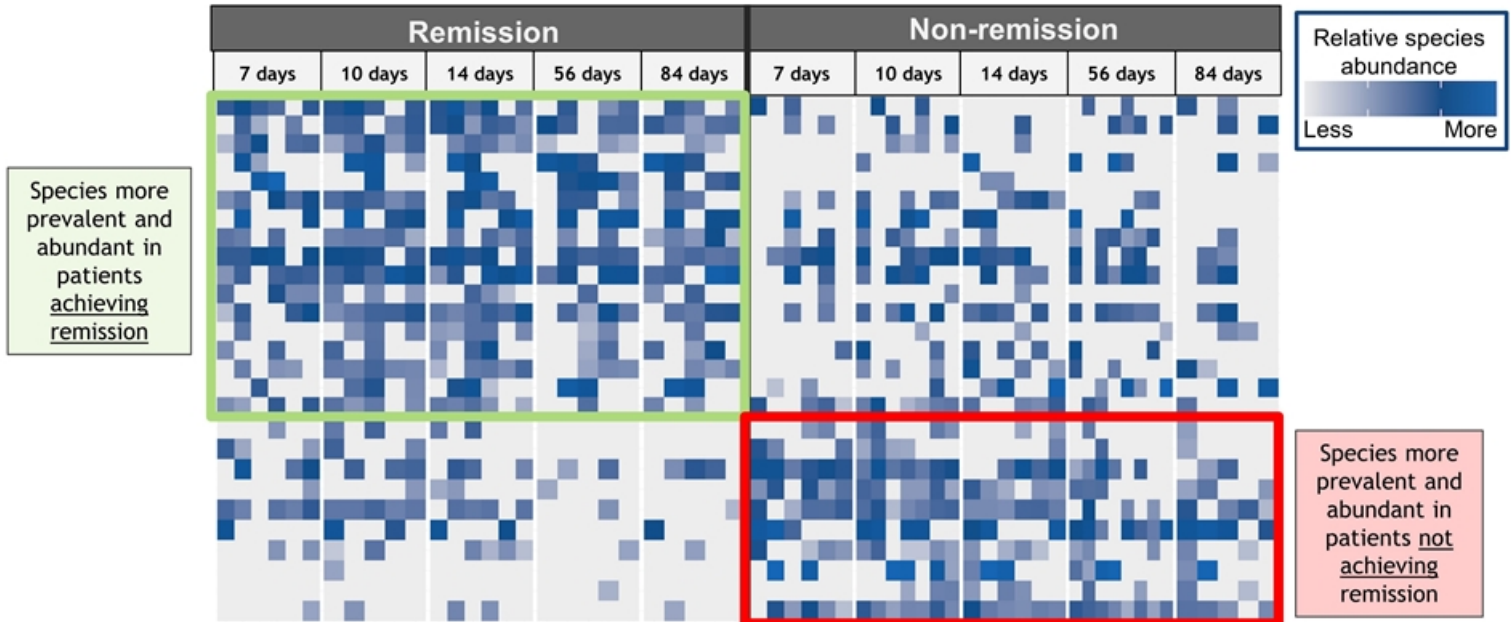 Remission
Non-remission
7 days
10 days
14 days
56 days
84 days
7 days
10 days
14 days
56 days
84 days
Relative species
abundance
Less
More
Species more
prevalent and
abundant in
patients
achieving
remission
Species more
prevalent and
abundant in
patients not
achieving
remission